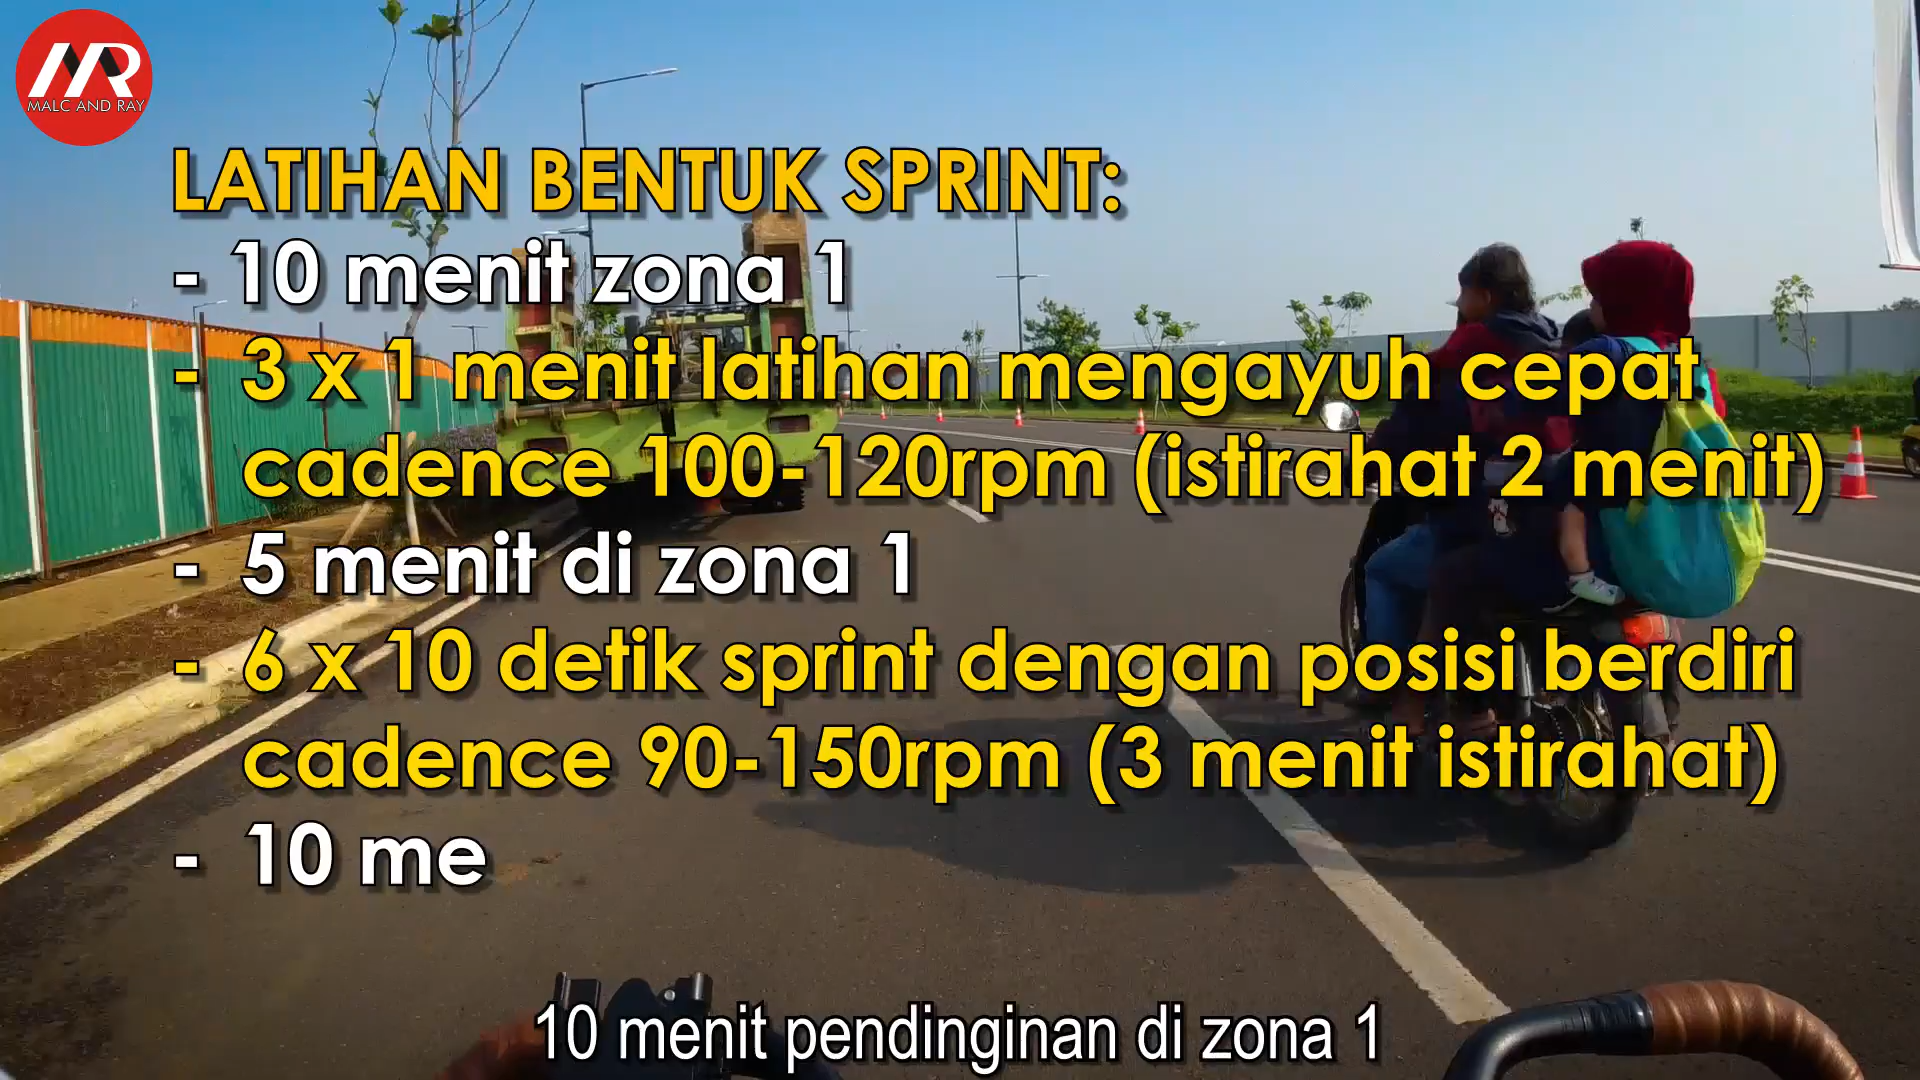 MR
MALC AND RAY
LATIHAN BENTUK SPRINT:
- 10 menit zona 1
- 3 x 1 menit latihan mengayuh cepat
cadence 100-120rpm (istirahat 2 menit)
- 5 menit di zona 1
- 6 x 10 detik sprint dengan posisi berdiri
cadence 90-150rpm (3 menit istirahat)
- 10 me
10 menit pendinginan di zona 1